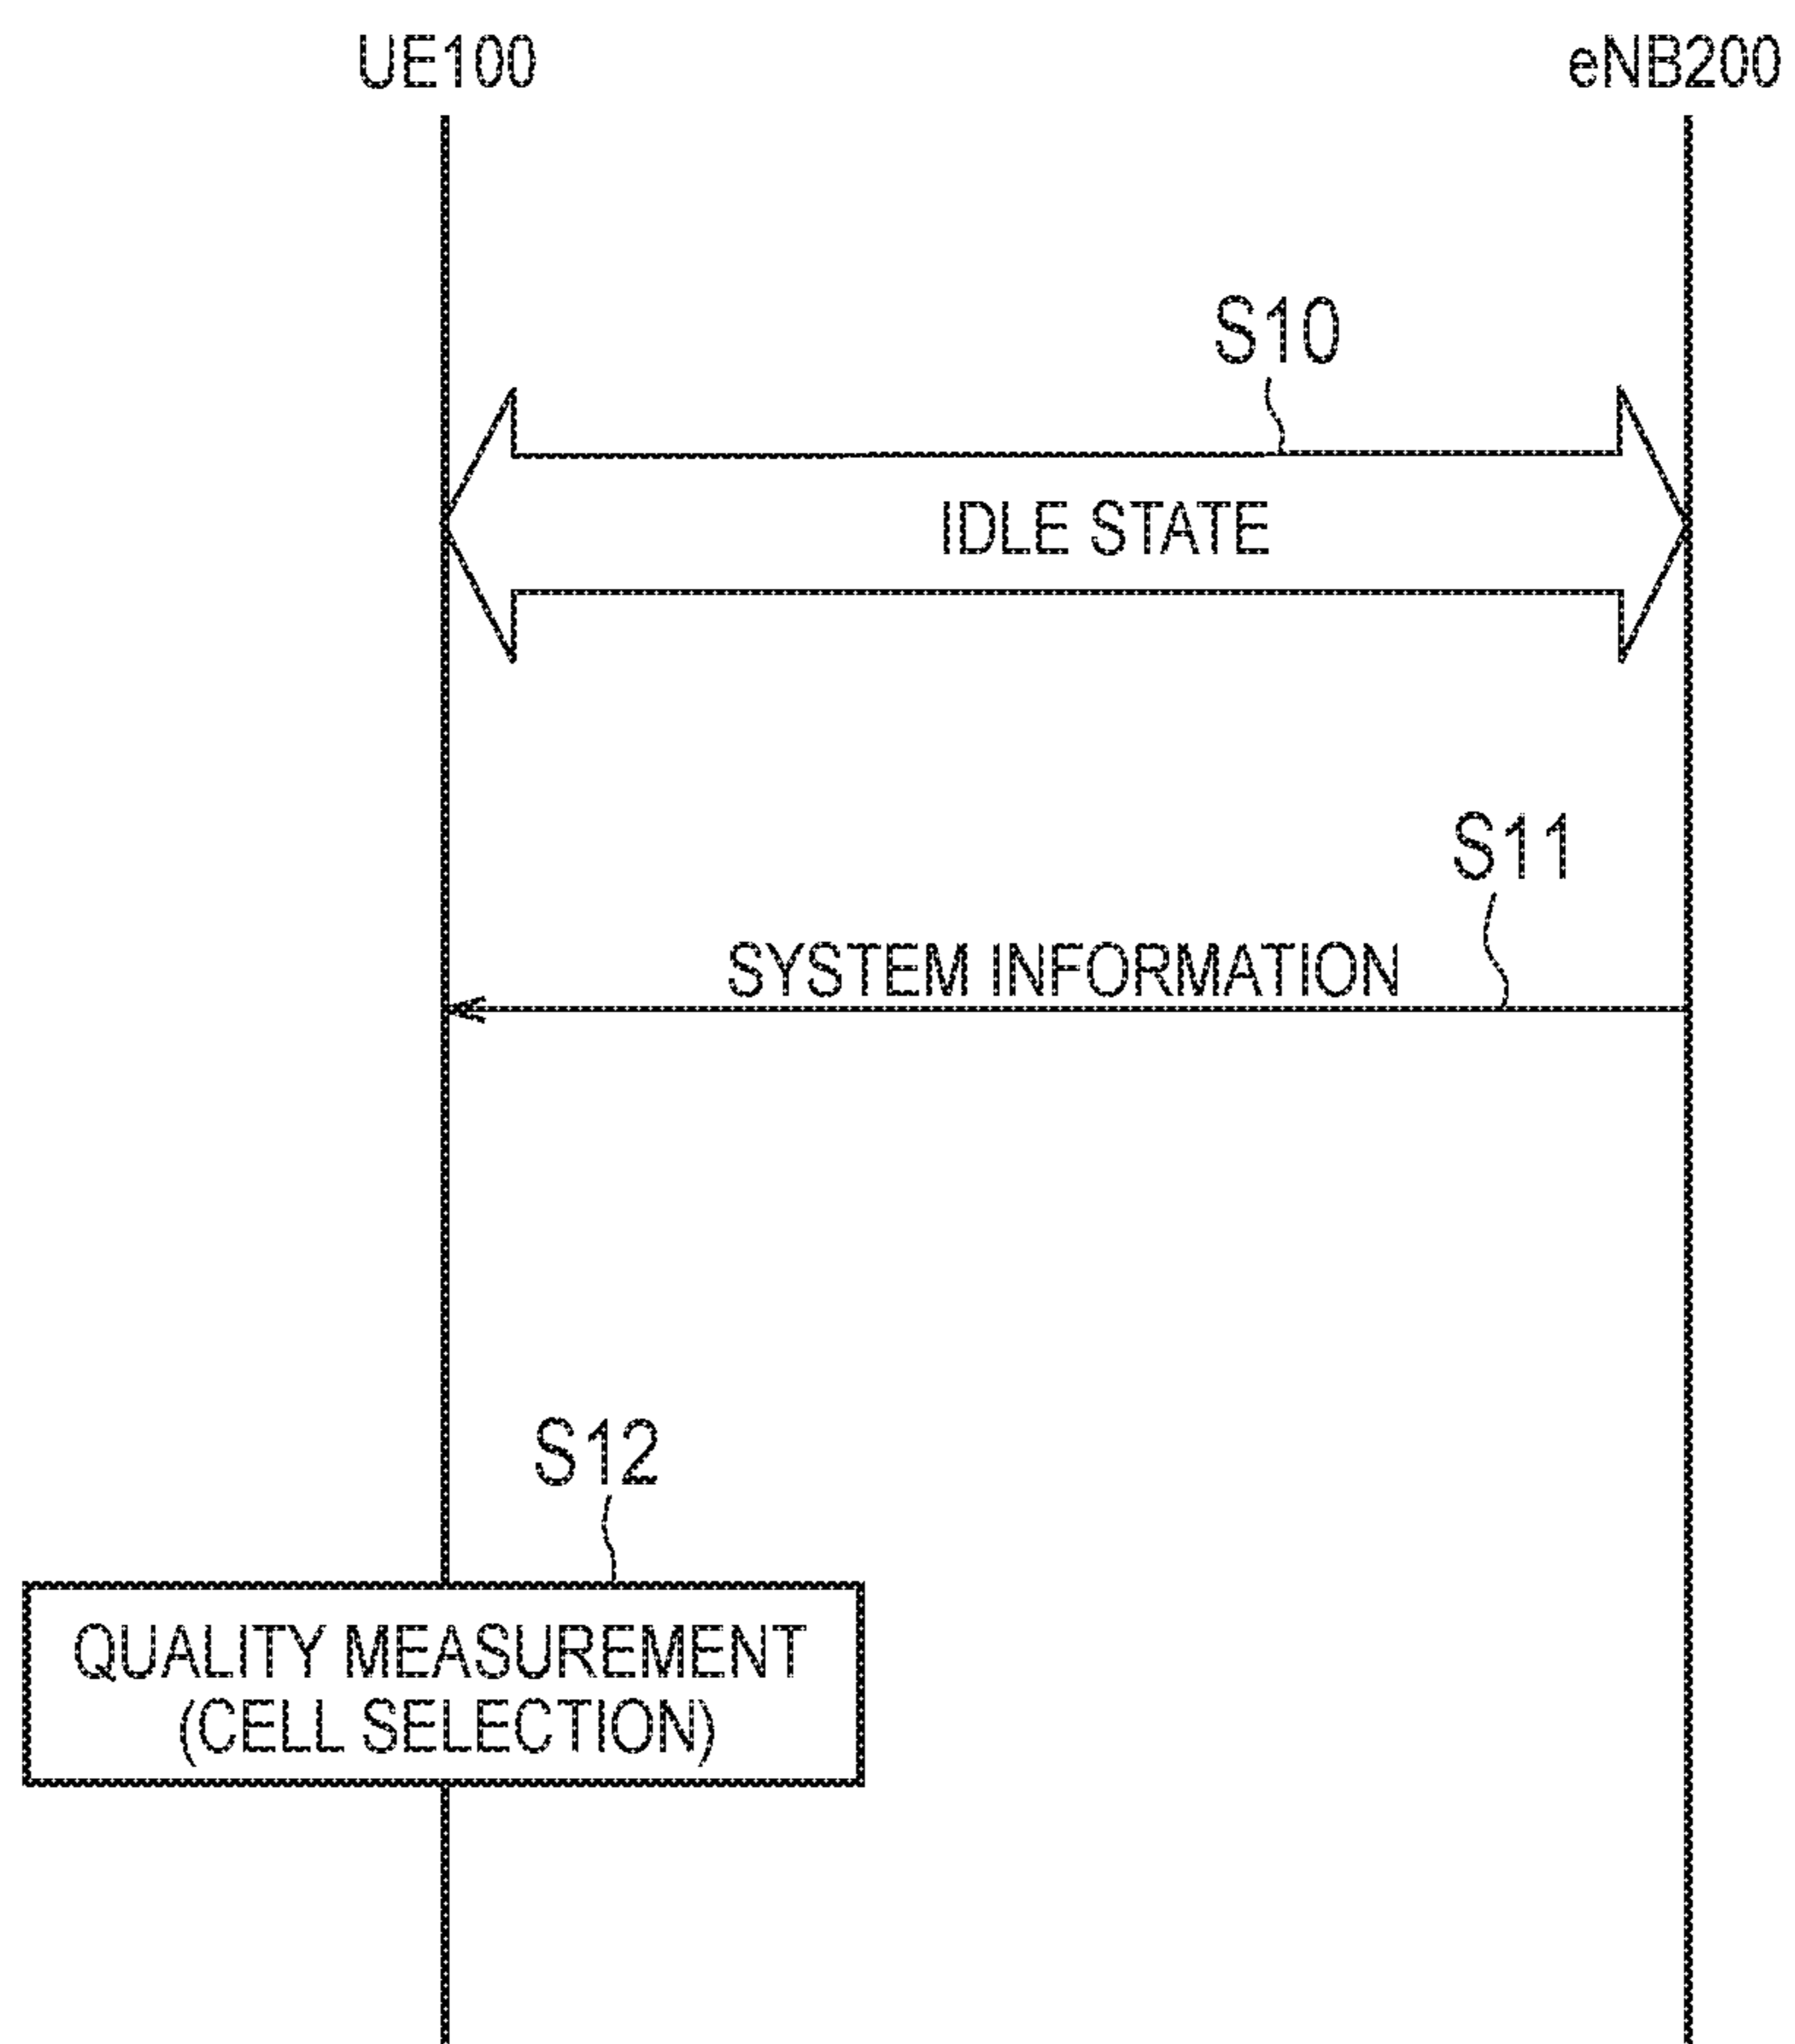 UE100
eNB200
S10
IDLE STATE
S11
SYSTEM INFORMATION
S12
QUALITY MEASUREMENT
(CELL SELECTION)